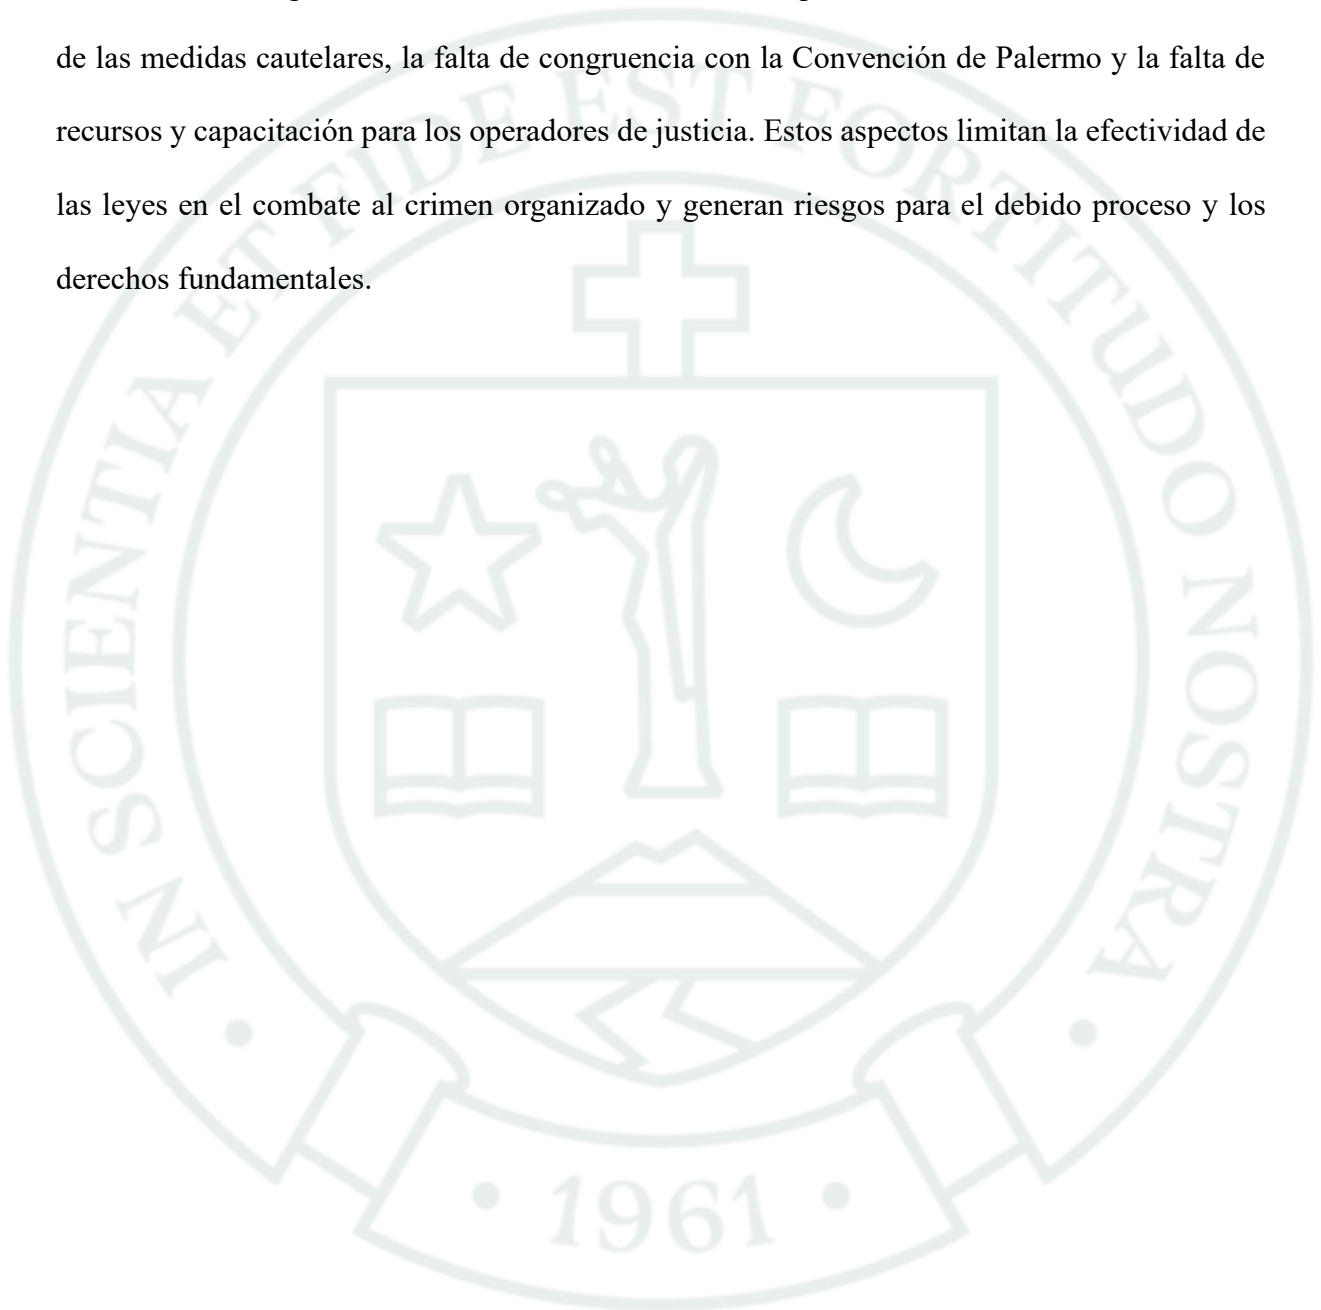 de las medidas cautelares, la falta de congruencia con la Convención de Palermo y la falta de
recursos y capacitación para los operadores de justicia. Estos aspectos limitan la efectividad de
las leyes en el combate al crimen organizado y generan riesgos para el debido proceso y los
derechos fundamentales.
IN SCIENTIA ET FIDE EST FORTITUDO NOSTRA
• 1961 •